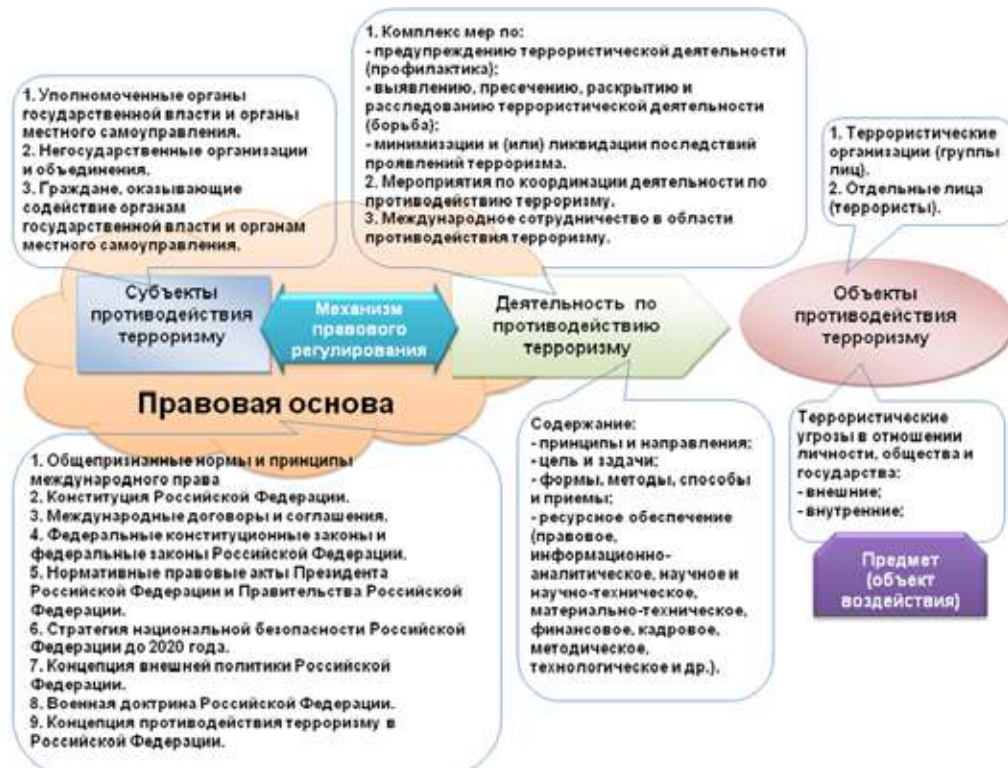 1. Уполномоченные органы
государственной власти и органы
местного самоуправления.
2. Негосударственные организации
и объединения.
3. Граждане, оказывающие
содействие органам
государственной власти и органам
местного самоуправления.
1. Комплекс мер по:
- предупреждению террористической деятельности
(профилактика);
- выявлению, пресечению, раскрытию и
расследованию террористической деятельности
(борьба);
- минимизации и (или) ликвидации последствий
проявлений терроризма.
2. Мероприятия по координации деятельности по
противодействию терроризму.
3. Международное сотрудничество в области
противодействия терроризму.
1. Террористические
организации (группы
лиц).
2. Отдельные лица
(террористы).
Субъекты
противодействия
терроризму
Механизм
правового
регулирования
Деятельность по
противодействию
терроризму
Объекты
противодействия
терроризму
Правовая основа
1. Общепризнанные нормы и принципы
международного права
2. Конституция Российской Федерации.
3. Международные договоры и соглашения.
4. Федеральные конституционные законы и
федеральные законы Российской Федерации.
5. Нормативные правовые акты Президента
Российской Федерации и Правительства Российской
Федерации.
6. Стратегия национальной безопасности Российской
Федерации до 2020 года.
7. Концепция внешней политики Российской
Федерации.
8. Военная доктрина Российской Федерации.
9. Концепция противодействия терроризму в
Российской Федерации.
Содержание:
- принципы и направления;
- цель и задачи;
- формы, методы, способы
и приемы;
- ресурсное обеспечение
(правовое,
информационно-
аналитическое, научное и
научно-техническое,
материально-техническое,
финансовое, кадровое,
методическое,
технологическое и др.).
Террористические
угрозы в отношении
личности, общества и
государства:
- внешние;
- внутренние;
Предмет
(объект
воздействия)